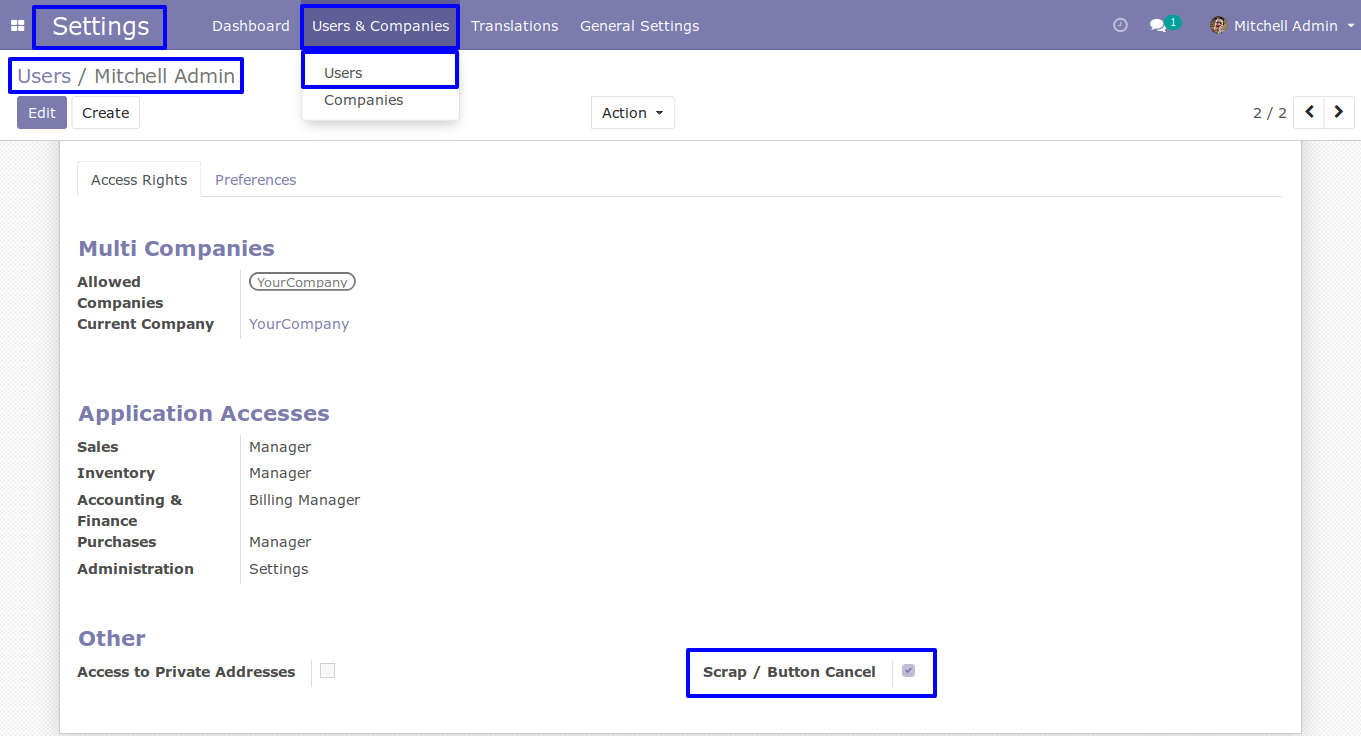 Settings Dashboard Users & Companies Translations General Settings 1 Mitchell Admin
Users / Mitchell Admin
Users
Companies
Edit Create Action 2 / 2
Access Rights Preferences
Multi Companies
Allowed YourCompany
Companies
Current Company YourCompany
Application Accesses
Sales Manager
Inventory Manager
Accounting & Billing Manager
Finance
Purchases Manager
Administration Settings
Other
Access to Private Addresses Scrap / Button Cancel